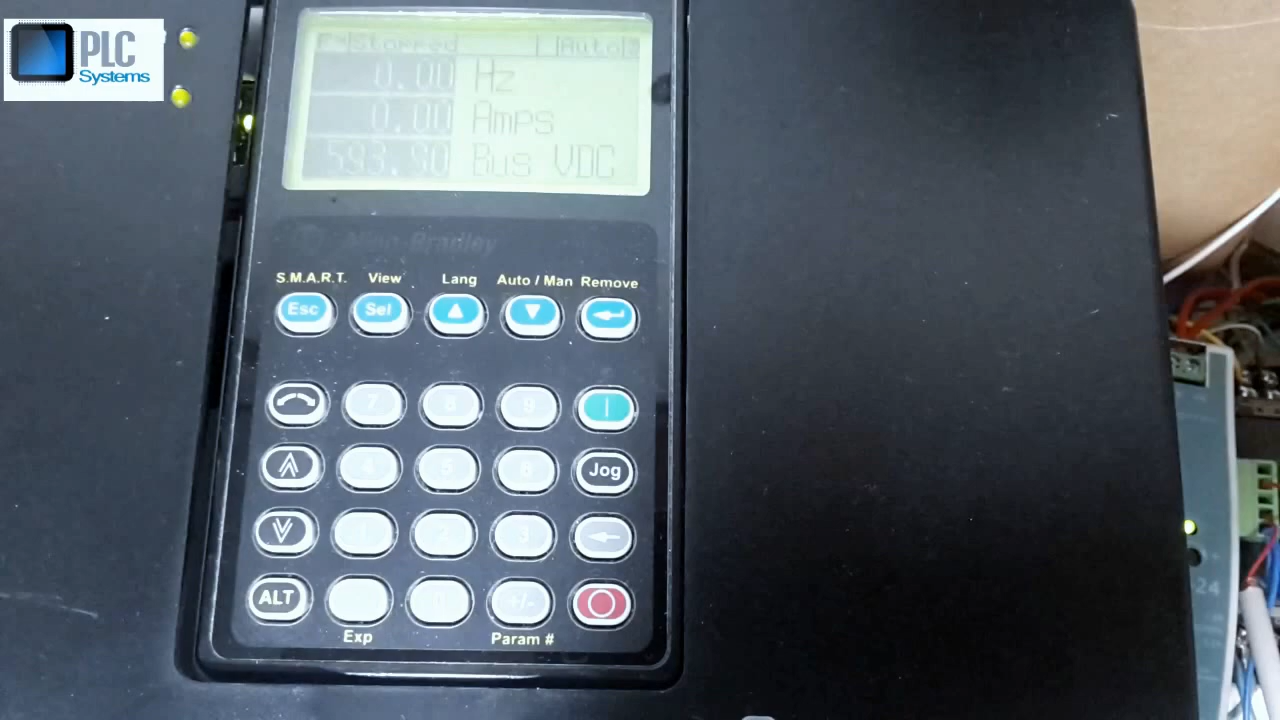 PLC
Systems
Stopped Auto
0.00 Hz
0.00 Amps
593.90 Bus VDC
Allen-Bradley
S.M.A.R.T. View Lang Auto / Man Remove
Esc Sel
7 8 9
4 5 6 Jog
1 2 3
ALT 0 +/-
Exp Param #
24